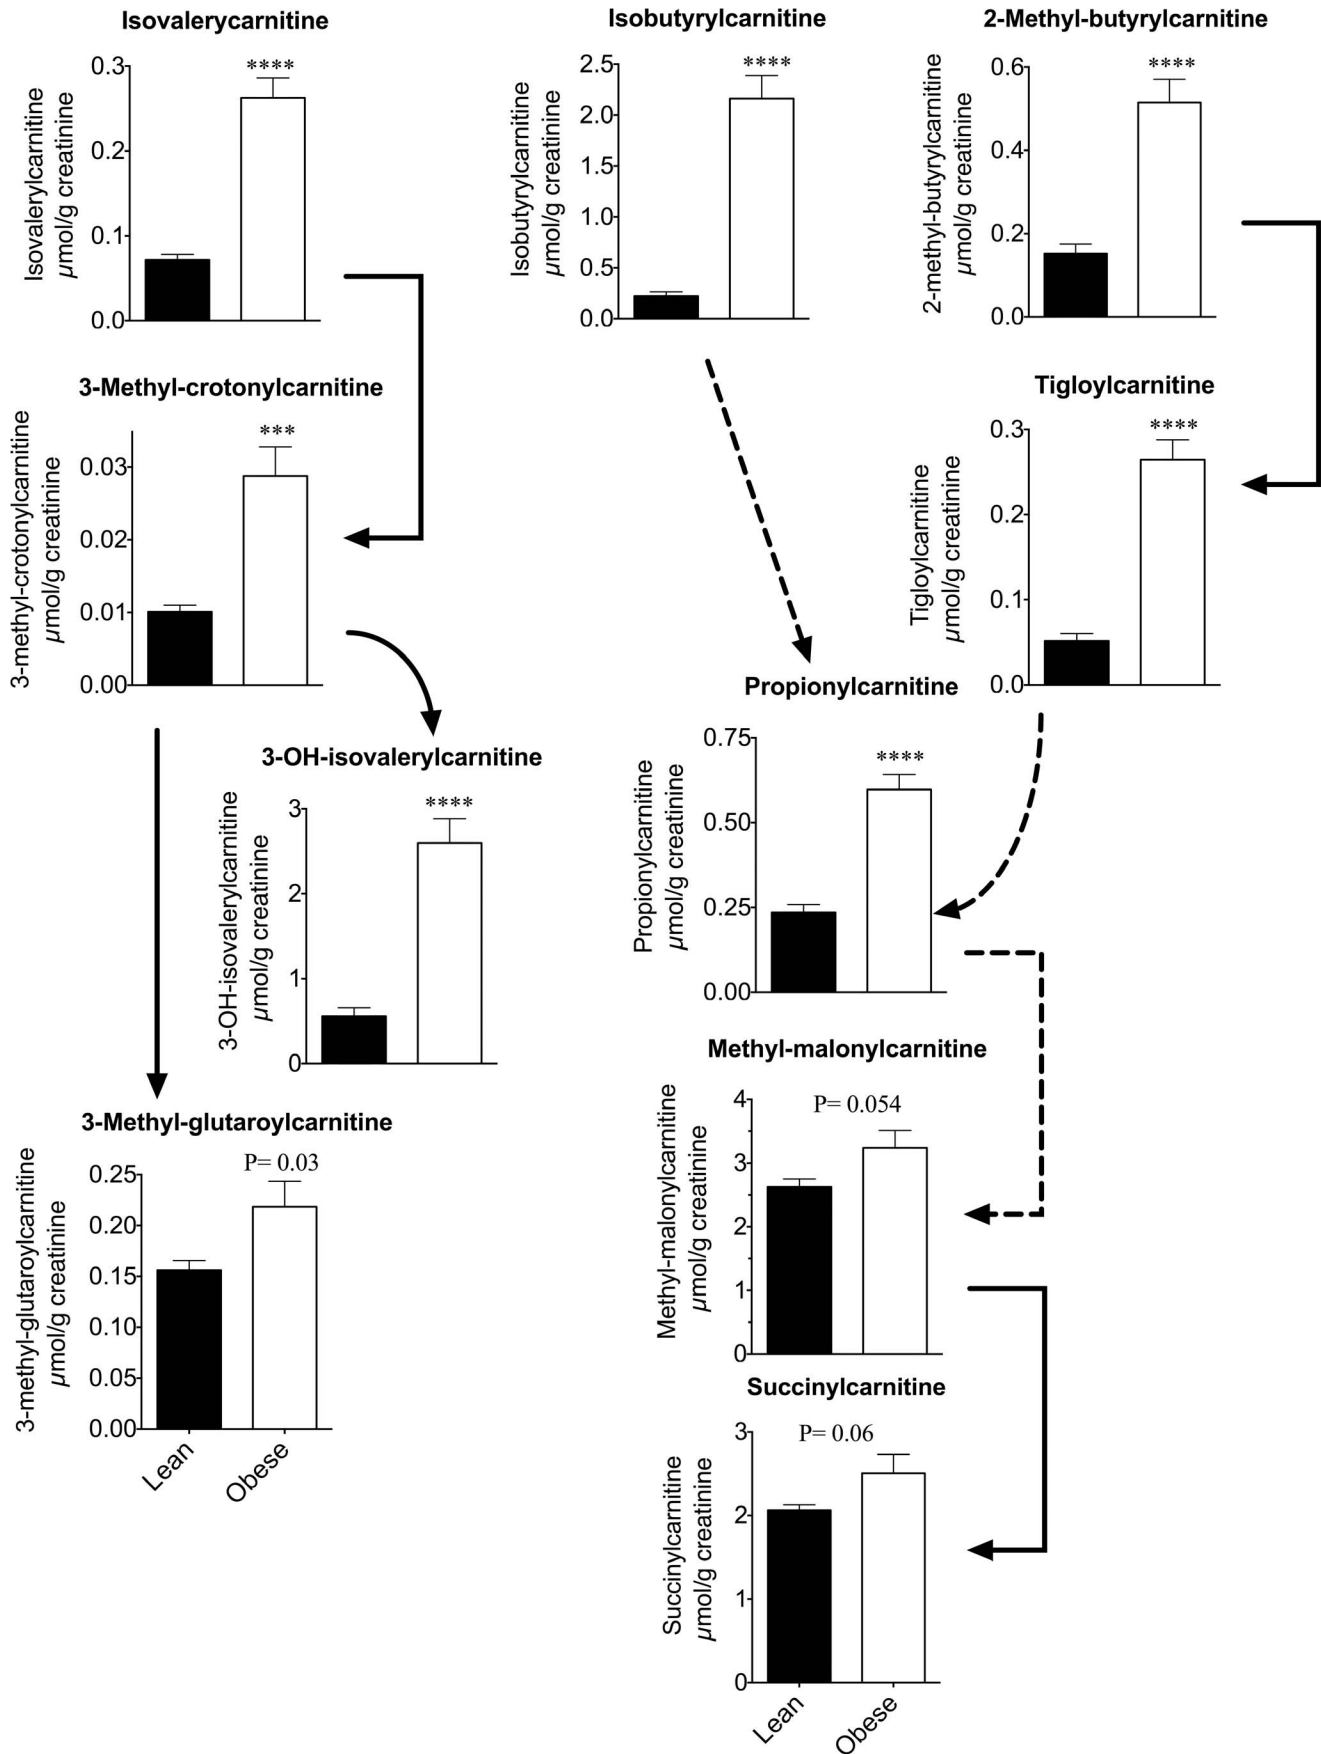 Isovalerycarnitine
Isovalerylcarnitine
µmol/g creatinine
0.3
0.2
0.1
0.0
****
Isobutyrylcarnitine
Isobutyrylcarnitine
µmol/g creatinine
2.5
2.0
1.5
1.0
0.5
0.0
****
2-Methyl-butyrylcarnitine
2-methyl-butyrylcarnitine
µmol/g creatinine
0.6
0.4
0.2
0.0
****
3-Methyl-crotonylcarnitine
3-methyl-crotonylcarnitine
µmol/g creatinine
0.03
0.02
0.01
0.00
***
Tigloylcarnitine
Tigloylcarnitine
µmol/g creatinine
0.3
0.2
0.1
0.0
****
3-OH-isovalerylcarnitine
3-OH-isovalerylcarnitine
µmol/g creatinine
3
2
1
0
****
Propionylcarnitine
Propionylcarnitine
µmol/g creatinine
0.75
0.50
0.25
0.00
****
3-Methyl-glutaroylcarnitine
3-methyl-glutaroylcarnitine
µmol/g creatinine
0.25
0.20
0.15
0.10
0.05
0.00
P= 0.03
Lean
Obese
Methyl-malonylcarnitine
Methyl-malonylcarnitine
µmol/g creatinine
4
3
2
1
0
P= 0.054
Succinylcarnitine
Succinylcarnitine
µmol/g creatinine
3
2
1
0
P= 0.06
Lean
Obese